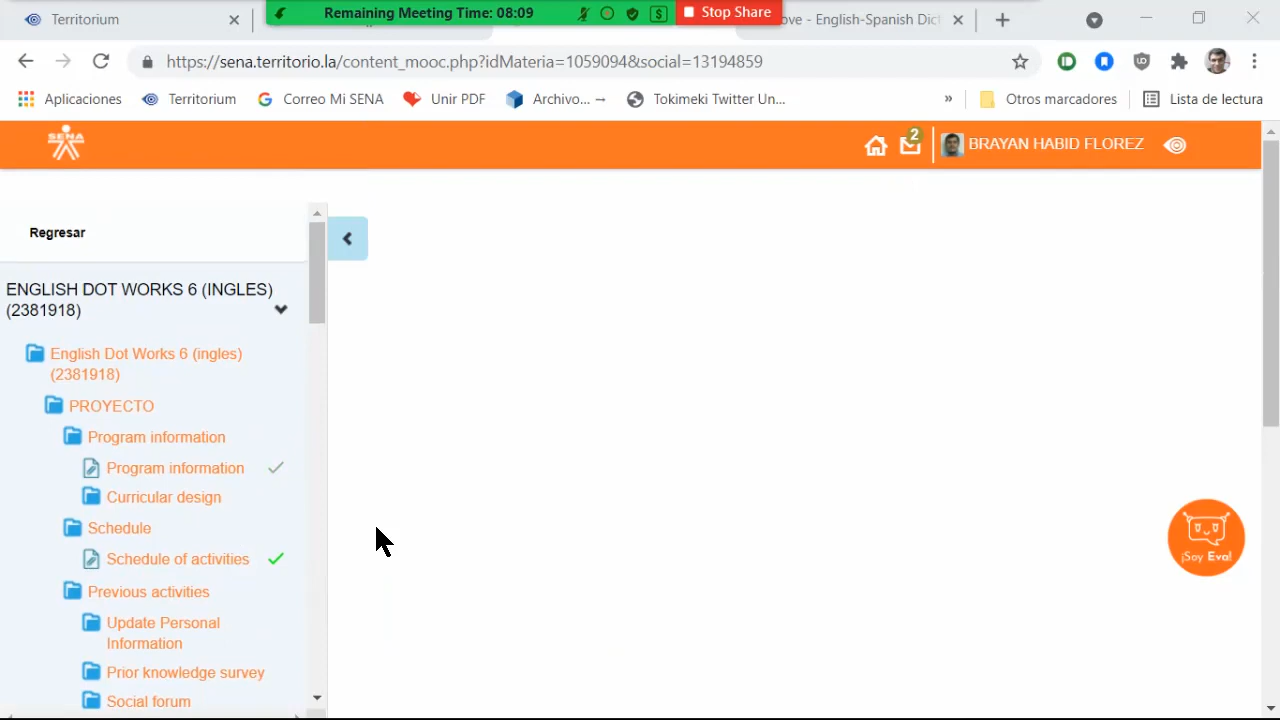 Territorium
Remaining Meeting Time: 08:09
$
Stop Share
ove - English-Spanish Dict
https://sena.territorio.la/content_mooc.php?idMateria=1059094&social=13194859
Aplicaciones
Territorium
Correo Mi SENA
Unir PDF
Archivo... →
Tokimeki Twitter Un...
»
Otros marcadores
Lista de lectura
SENA
2
BRAYAN HABID FLOREZ
Regresar
ENGLISH DOT WORKS 6 (INGLES)
(2381918)
English Dot Works 6 (ingles)
(2381918)
PROYECTO
Program information
Program information
Curricular design
Schedule
Schedule of activities
Previous activities
Update Personal
Information
Prior knowledge survey
Social forum
¡Soy Eva!